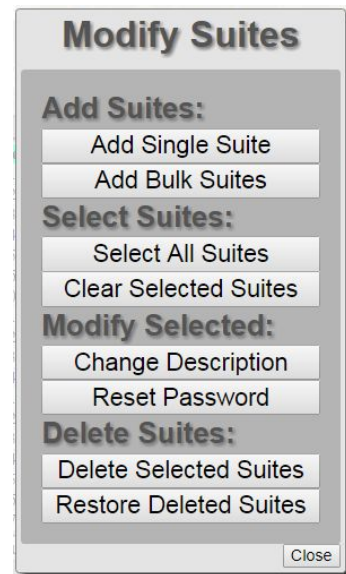 Modify Suites
Add Suites:
Add Single Suite
Add Bulk Suites
Select Suites:
Select All Suites
Clear Selected Suites
Modify Selected:
Change Description
Reset Password
Delete Suites:
Delete Selected Suites
Restore Deleted Suites
Close